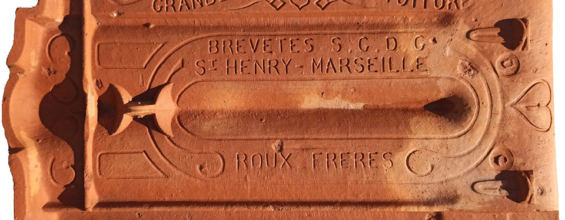 BREVETES S.G.D.G
St HENRY-MARSEILLE
ROUX FRERES